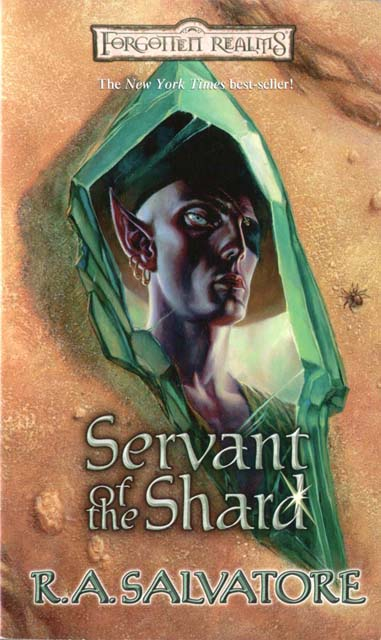 FORGOTTEN REALMS
The New York Times best-seller!
Servant
of
the Shard
R.A. SALVATORE